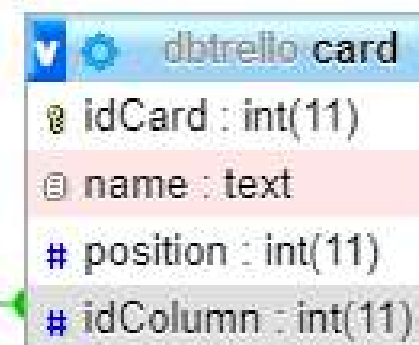 v dbtrello card
idCard : int(11)
name : text
# position : int(11)
# idColumn : int(11)